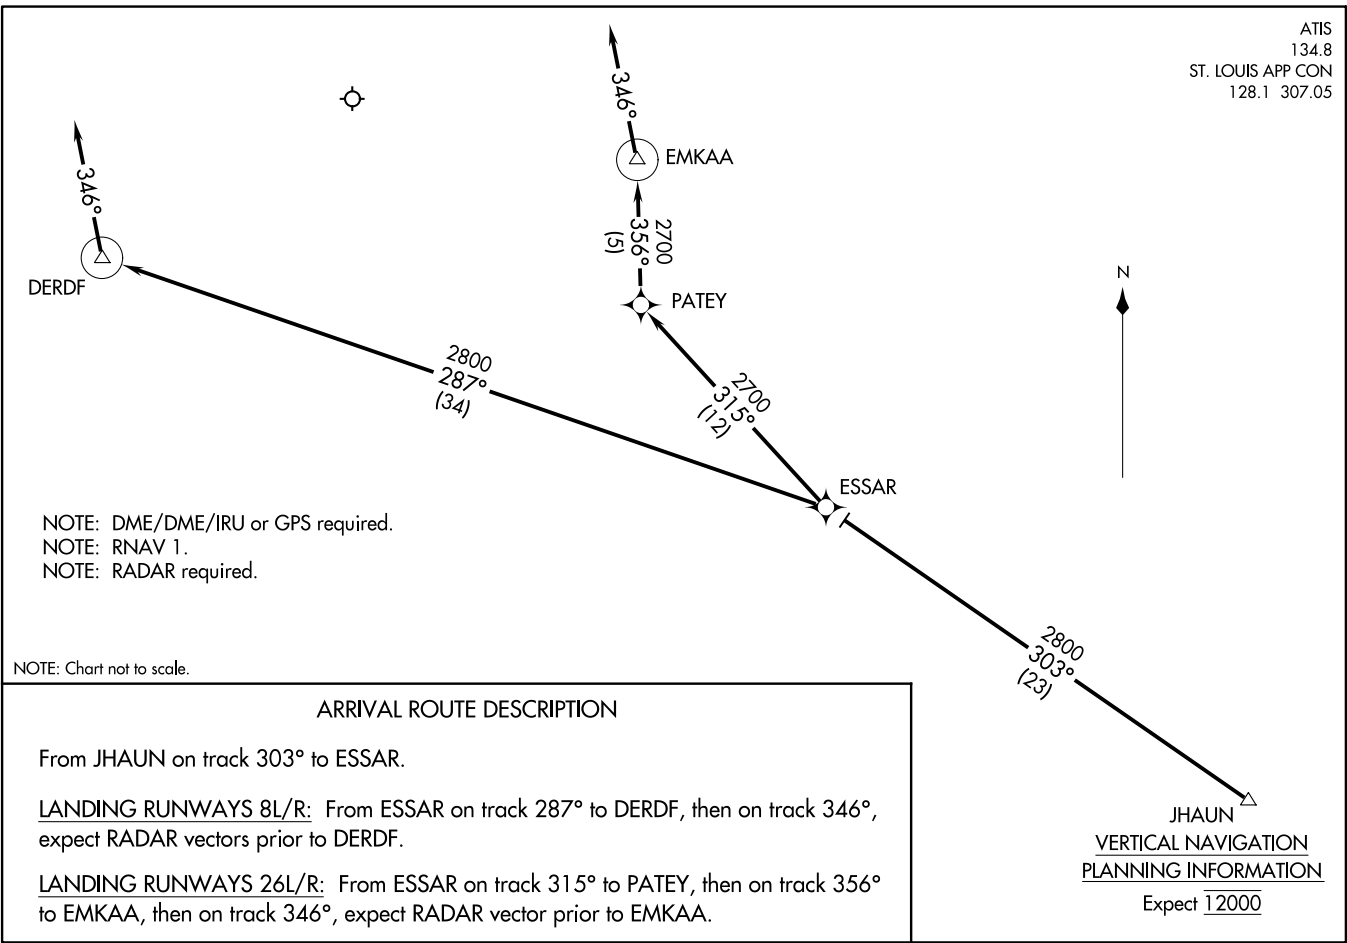 ATIS
134.8
ST. LOUIS APP CON
128.1 307.05
346°
EMKAA
346°
2700
356°
(5)
DERDF
PATEY
N
2800
287°
(34)
2700
315°
(12)
ESSAR
NOTE: DME/DME/IRU or GPS required.
NOTE: RNAV 1.
NOTE: RADAR required.
2800
303°
(23)
NOTE: Chart not to scale.
ARRIVAL ROUTE DESCRIPTION
From JHAUN on track 303° to ESSAR.
LANDING RUNWAYS 8L/R: From ESSAR on track 287° to DERDF, then on track 346°,
expect RADAR vectors prior to DERDF.
LANDING RUNWAYS 26L/R: From ESSAR on track 315° to PATEY, then on track 356°
to EMKAA, then on track 346°, expect RADAR vector prior to EMKAA.
JHAUN
VERTICAL NAVIGATION
PLANNING INFORMATION
Expect 12000